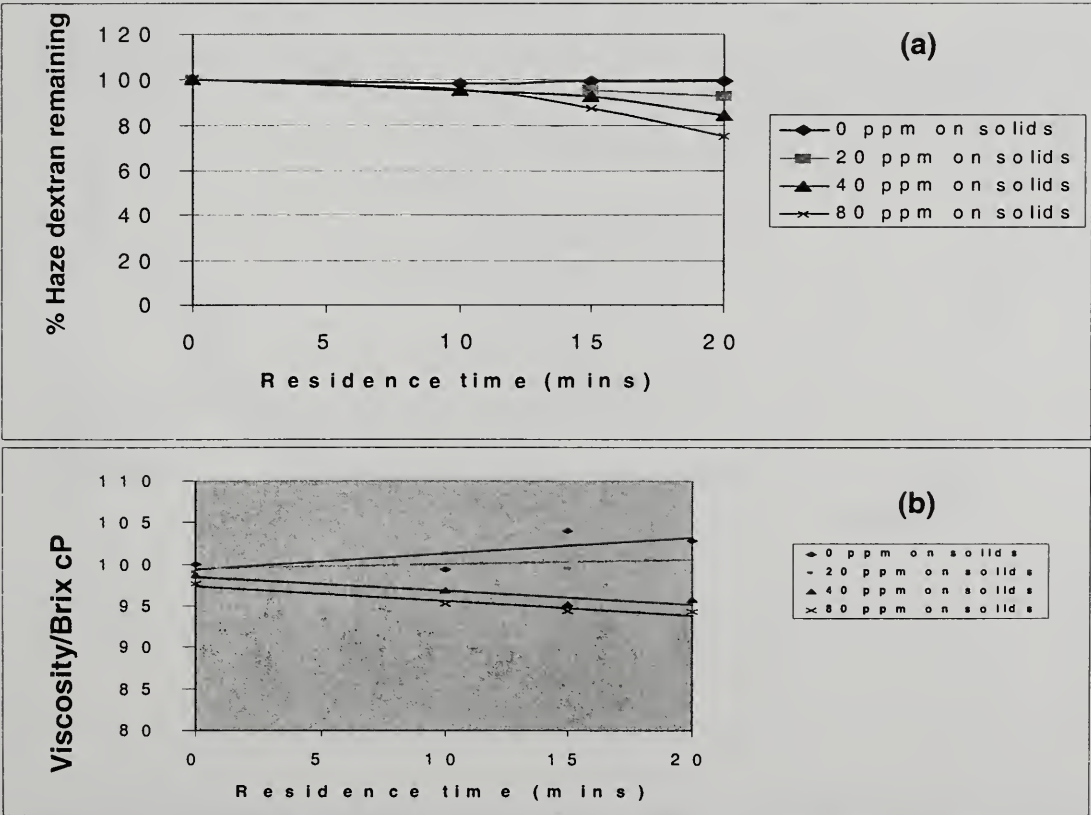 (a)
% Haze dextran remaining
120
100
80
60
40
20
0
0 5 10 15 20
Residence time (mins)
0 ppm on solids
20 ppm on solids
40 ppm on solids
80 ppm on solids
(b)
Viscosity/Brix cP
110
105
100
95
90
85
80
0 5 10 15 20
Residence time (mins)
0 ppm on solids
20 ppm on solids
40 ppm on solids
80 ppm on solids